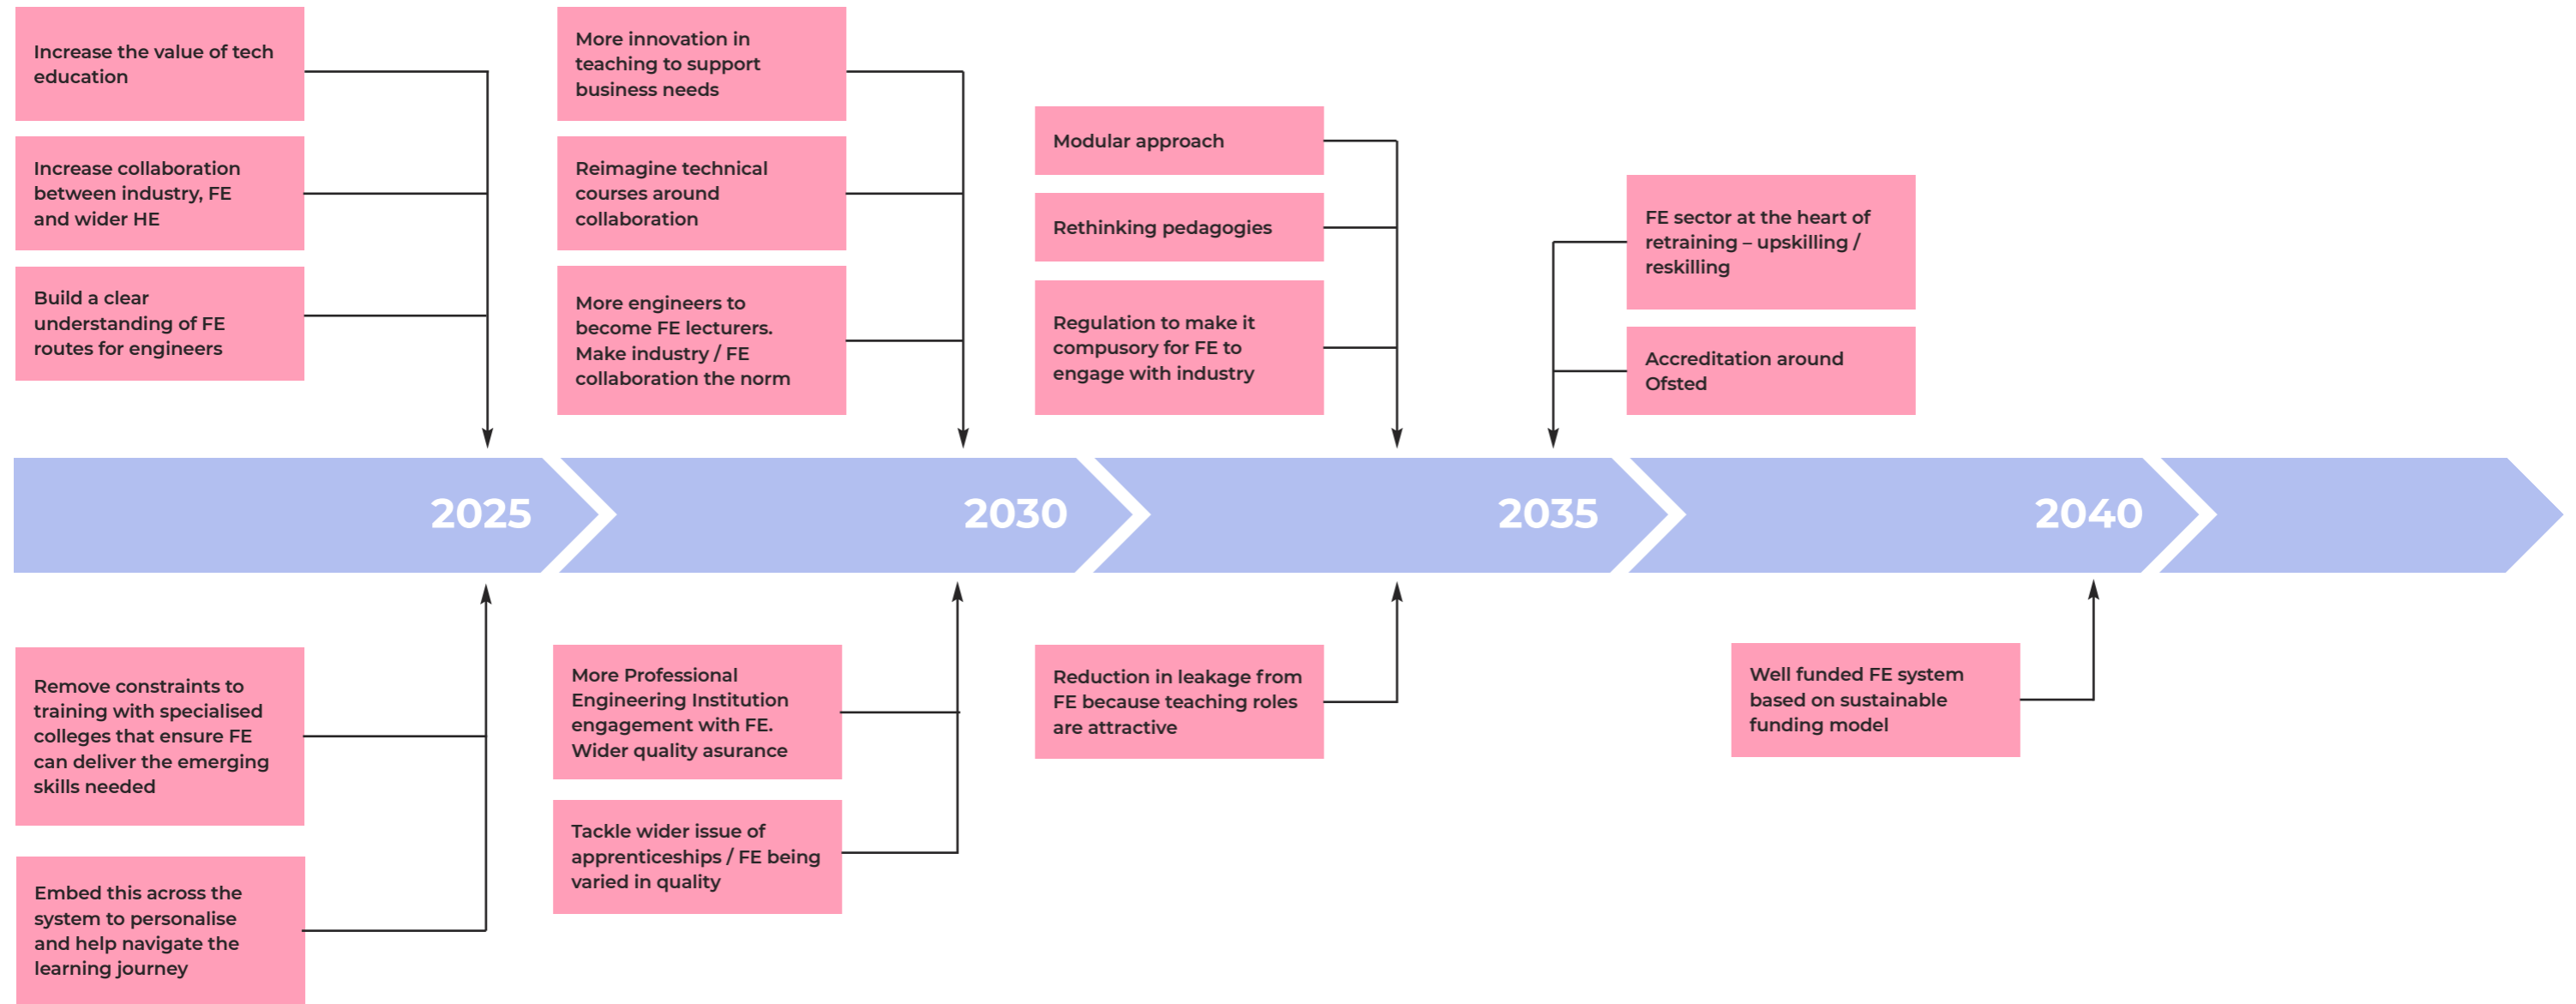 Increase the value of tech
education
Increase collaboration
between industry, FE
and wider HE
Build a clear
understanding of FE
routes for engineers
More innovation in
teaching to support
business needs
Reimagine technical
courses around
collaboration
More engineers to
become FE lecturers.
Make industry / FE
collaboration the norm
Modular approach
Rethinking pedagogies
Regulation to make it
compusory for FE to
engage with industry
FE sector at the heart of
retraining – upskilling /
reskilling
Accreditation around
Ofsted
2025
2030
2035
2040
Remove constraints to
training with specialised
colleges that ensure FE
can deliver the emerging
skills needed
Embed this across the
system to personalise
and help navigate the
learning journey
More Professional
Engineering Institution
engagement with FE.
Wider quality asurance
Tackle wider issue of
apprenticeships / FE being
varied in quality
Reduction in leakage from
FE because teaching roles
are attractive
Well funded FE system
based on sustainable
funding model